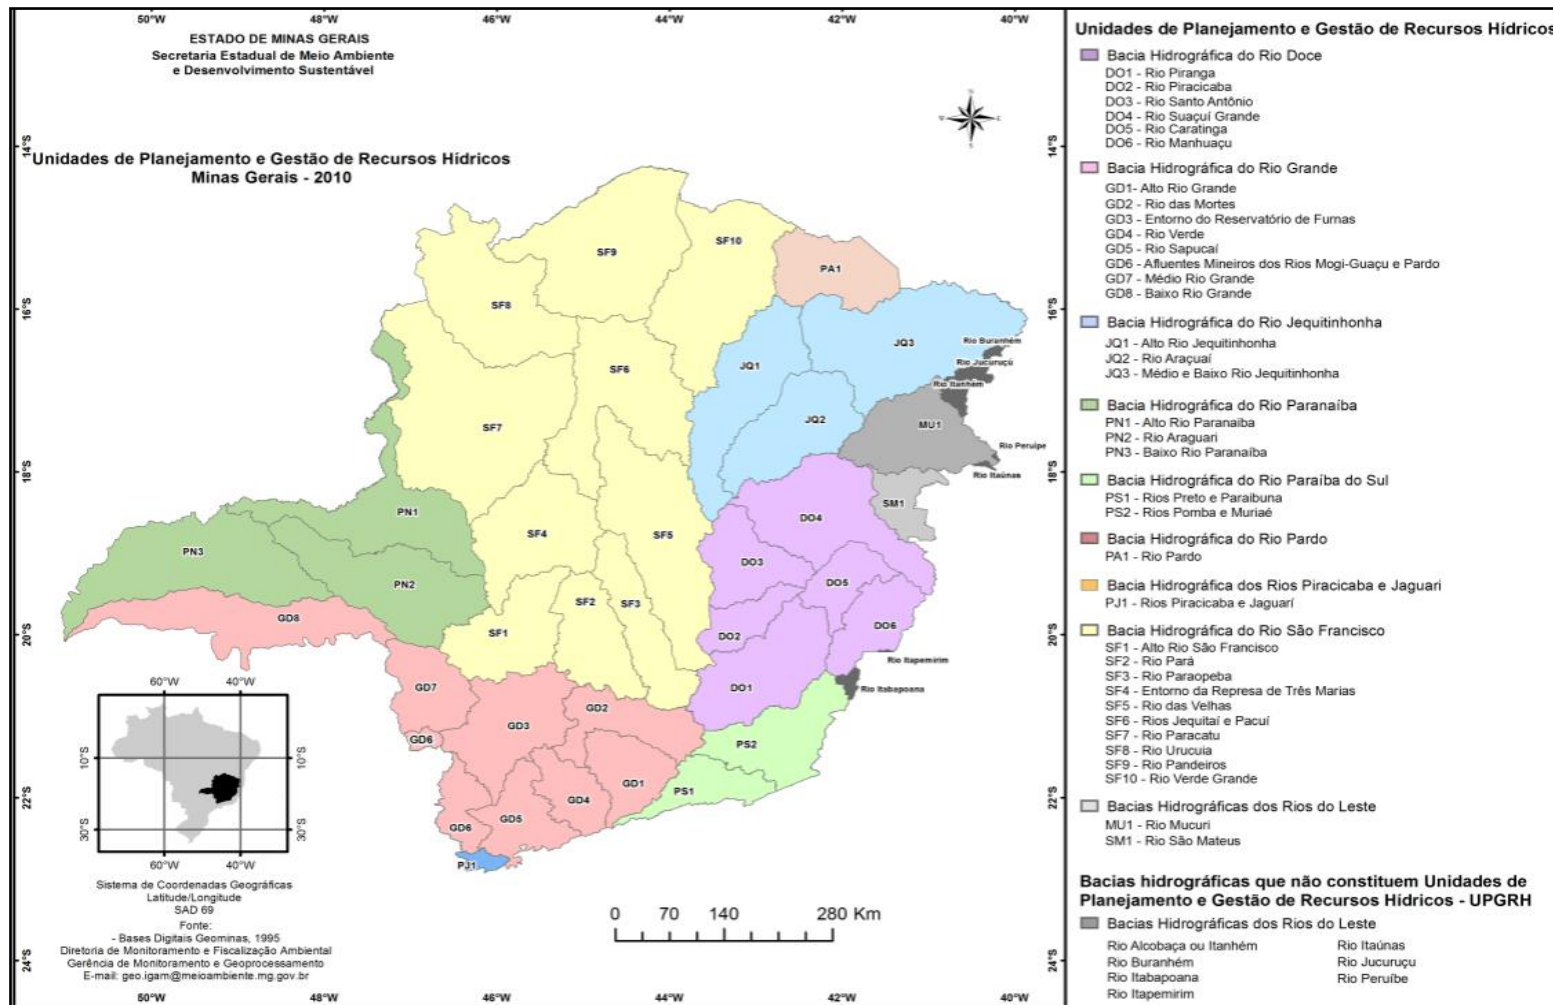 50°W 48°W 46°W 44°W 42°W 40°W
ESTADO DE MINAS GERAIS
Secretaria Estadual de Meio Ambiente
e Desenvolvimento Sustentável
N
W E
S
14°S 14°S
Unidades de Planejamento e Gestão de Recursos Hídricos
Minas Gerais - 2010
SF9
SF10
PA1
SF8
16°S 16°S
JQ3
Rio Buranhém
Rio Jucuruçú
Rio Itanhém
JQ1
SF6
JQ2
MU1
SF7
Rio Peruípe
18°S 18°S
Rio Itaúnas
SM1
PN1
DO4
SF4
SF5
PN3
DO3
PN2
DO5
SF2
SF3
GD8
DO6
SF1
DO2
20°S 20°S
Rio Itapemirim
GD7
DO1
Rio Itabapoana
GD2
GD3
GD6
PS2
GD1
PS1
GD4
22°S 22°S
GD5
GD6
PJ1
60°W 40°W
10°S 10°S
30°S 30°S
60°W 40°W
Sistema de Coordenadas Geográficas
Latitude/Longitude
SAD 69
Fonte:
- Bases Digitais Geominas, 1995
Diretoria de Monitoramento e Fiscalização Ambiental
Gerência de Monitoramento e Geoprocessamento
E-mail: geo.igam@meioambiente.mg.gov.br
0 70 140 280 Km
24°S 24°S
50°W 48°W 46°W 44°W 42°W 40°W
Unidades de Planejamento e Gestão de Recursos Hídricos
Bacia Hidrográfica do Rio Doce
DO1 - Rio Piranga
DO2 - Rio Piracicaba
DO3 - Rio Santo Antônio
DO4 - Rio Suaçuí Grande
DO5 - Rio Caratinga
DO6 - Rio Manhuaçu
Bacia Hidrográfica do Rio Grande
GD1- Alto Rio Grande
GD2 - Rio das Mortes
GD3 - Entorno do Reservatório de Furnas
GD4 - Rio Verde
GD5 - Rio Sapucaí
GD6 - Afluentes Mineiros dos Rios Mogi-Guaçu e Pardo
GD7 - Médio Rio Grande
GD8 - Baixo Rio Grande
Bacia Hidrográfica do Rio Jequitinhonha
JQ1 - Alto Rio Jequitinhonha
JQ2 - Rio Araçuaí
JQ3 - Médio e Baixo Rio Jequitinhonha
Bacia Hidrográfica do Rio Paranaíba
PN1 - Alto Rio Paranaiba
PN2 - Rio Araguari
PN3 - Baixo Rio Paranaíba
Bacia Hidrográfica do Rio Paraíba do Sul
PS1 - Rios Preto e Paraibuna
PS2 - Rios Pomba e Muriaé
Bacia Hidrográfica do Rio Pardo
PA1 - Rio Pardo
Bacia Hidrográfica dos Rios Piracicaba e Jaguari
PJ1 - Rios Piracicaba e Jaguarí
Bacia Hidrográfica do Rio São Francisco
SF1 - Alto Rio São Francisco
SF2 - Rio Pará
SF3 - Rio Paraopeba
SF4 - Entorno da Represa de Três Marias
SF5 - Rio das Velhas
SF6 - Rios Jequitaí e Pacuí
SF7 - Rio Paracatu
SF8 - Rio Urucuia
SF9 - Rio Pandeiros
SF10 - Rio Verde Grande
Bacias Hidrográficas dos Rios do Leste
MU1 - Rio Mucuri
SM1 - Rio São Mateus
Bacias hidrográficas que não constituem Unidades de
Planejamento e Gestão de Recursos Hídricos - UPGRH
Bacias Hidrográficas dos Rios do Leste
Rio Alcobaça ou Itanhém Rio Itaúnas
Rio Buranhém Rio Jucuruçu
Rio Itabapoana Rio Peruíbe
Rio Itapemirim